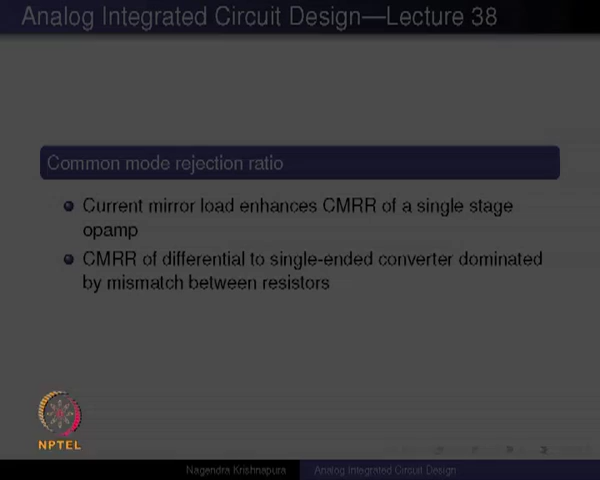 Analog Integrated Circuit Design—Lecture 38
Common mode rejection ratio
Current mirror load enhances CMRR of a single stage
opamp
CMRR of differential to single-ended converter dominated
by mismatch between resistors
NPTEL
Nagendra Krishnapura
Analog Integrated Circuit Design